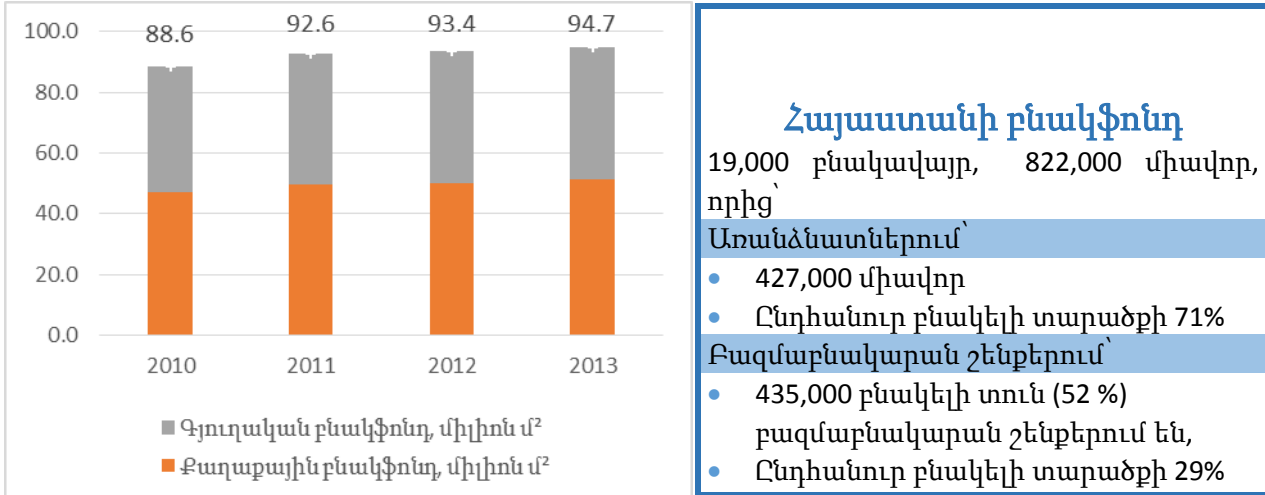 100.0
80.0
60.0
40.0
20.0
0.0
88.6
92.6
93.4
94.7
2010
2011
2012
2013
Գյուղական բնակֆոնդ, միլիոն մ²
Քաղաքային բնակֆոնդ, միլիոն մ²
Հայաստանի բնակֆոնդ
19,000 բնակավայր, 822,000 միավոր,
որից՝
Առանձնատներում՝
• 427,000 միավոր
• Ընդհանուր բնակելի տարածքի 71%
Բազմաբնակարան շենքերում՝
• 435,000 բնակելի տուն (52 %)
բազմաբնակարան շենքերում են,
• Ընդհանուր բնակելի տարածքի 29%